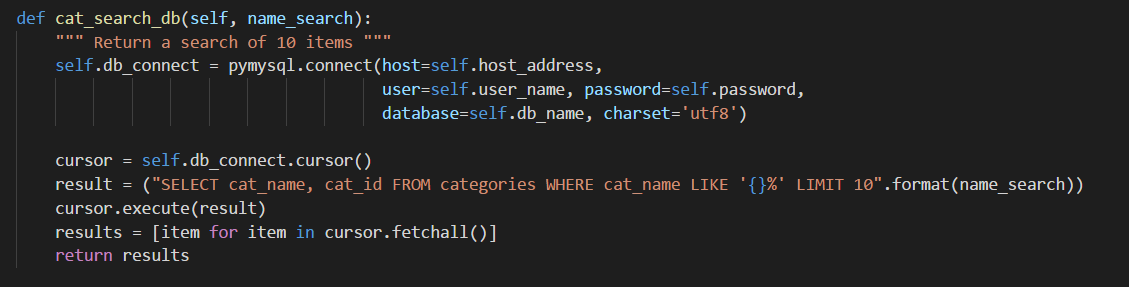 def cat_search_db(self, name_search):
    """ Return a search of 10 items """
    self.db_connect = pymysql.connect(host=self.host_address,
                                      user=self.user_name, password=self.password,
                                      database=self.db_name, charset='utf8')

    cursor = self.db_connect.cursor()
    result = ("SELECT cat_name, cat_id FROM categories WHERE cat_name LIKE '{}%' LIMIT 10".format(name_search))
    cursor.execute(result)
    results = [item for item in cursor.fetchall()]
    return results